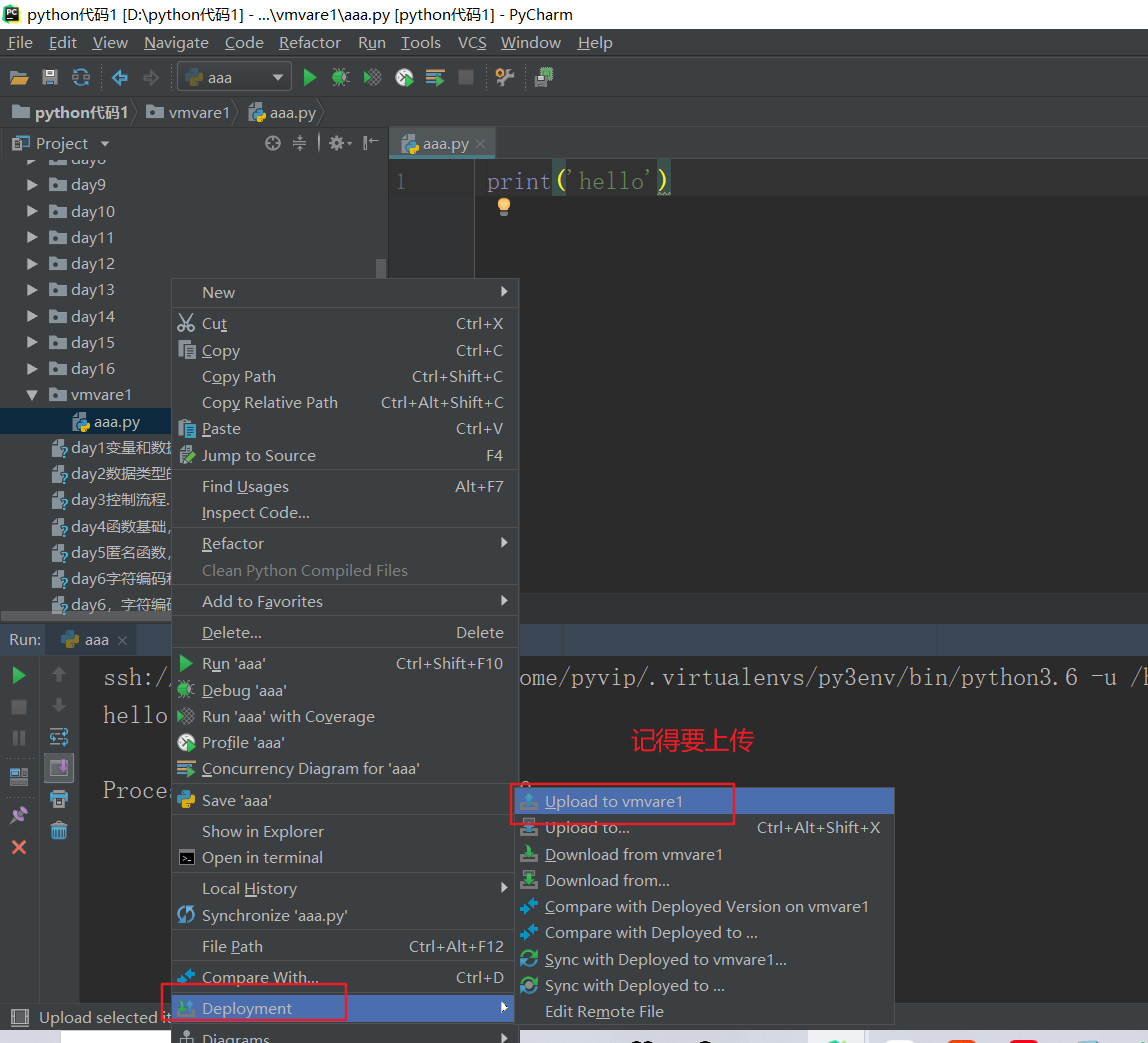 python代码1 [D:\python代码1] - ...\vmvare1\aaa.py [python代码1] - PyCharm
File Edit View Navigate Code Refactor Run Tools VCS Window Help
aaa
python代码1 vmvare1 aaa.py
Project
aaa.py
day8
day9
day10
day11
day12
day13
day14
day15
day16
vmvare1
aaa.py
day1变量和数据
day2数据类型的
day3控制流程.
day4函数基础,
day5匿名函数,
day6字符编码和
day6，字符编码
1 print('hello')
New
Cut Ctrl+X
Copy Ctrl+C
Copy Path Ctrl+Shift+C
Copy Relative Path Ctrl+Alt+Shift+C
Paste Ctrl+V
Jump to Source F4
Find Usages Alt+F7
Inspect Code...
Refactor
Clean Python Compiled Files
Add to Favorites
Delete... Delete
Run 'aaa' Ctrl+Shift+F10
Debug 'aaa'
Run 'aaa' with Coverage
Profile 'aaa'
Concurrency Diagram for 'aaa'
Save 'aaa'
Show in Explorer
Open in terminal
Local History
Synchronize 'aaa.py'
File Path Ctrl+Alt+F12
Compare With... Ctrl+D
Deployment
Diagrams
Run: aaa
ssh:/ ome/pyvip/.virtualenvs/py3env/bin/python3.6 -u /h
hello
Proces
记得要上传
Upload to vmvare1
Upload to... Ctrl+Alt+Shift+X
Download from vmvare1
Download from...
Compare with Deployed Version on vmvare1
Compare with Deployed to ...
Sync with Deployed to vmvare1...
Sync with Deployed to ...
Edit Remote File
Upload selected it